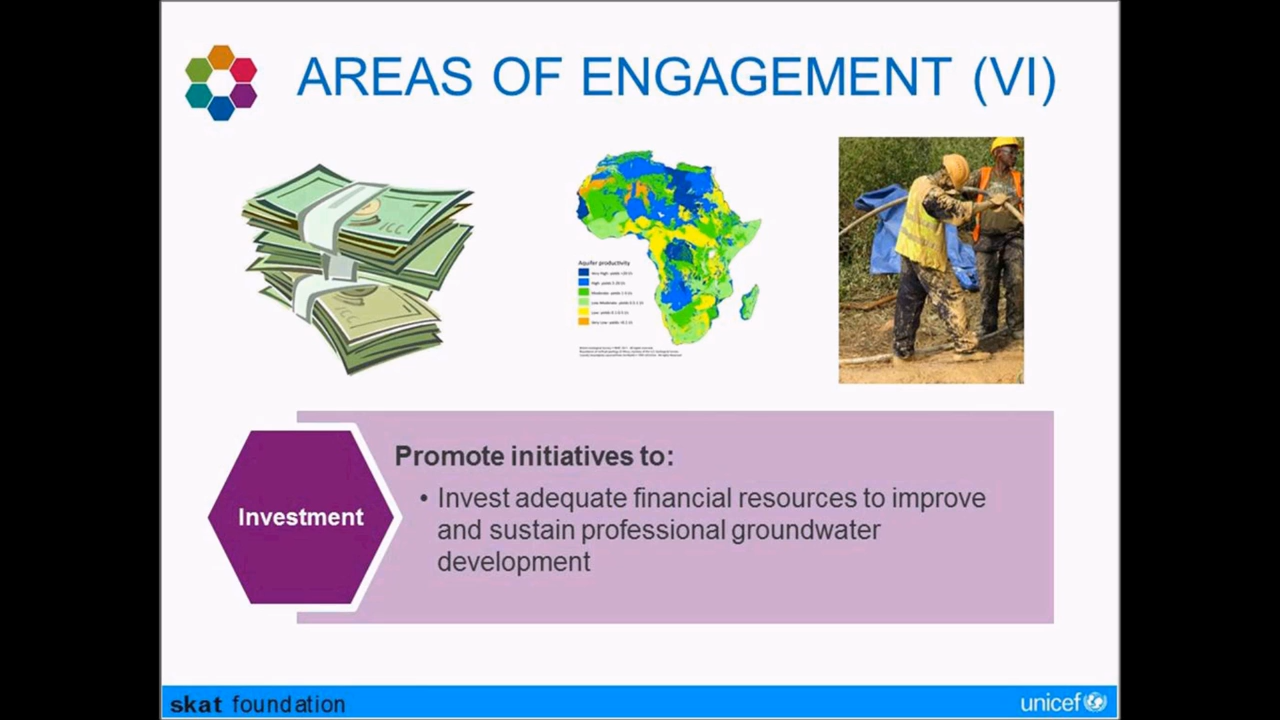 AREAS OF ENGAGEMENT (VI)
Aquifer productivity
Investment
Promote initiatives to:
• Invest adequate financial resources to improve
and sustain professional groundwater
development
skat foundation
unicef